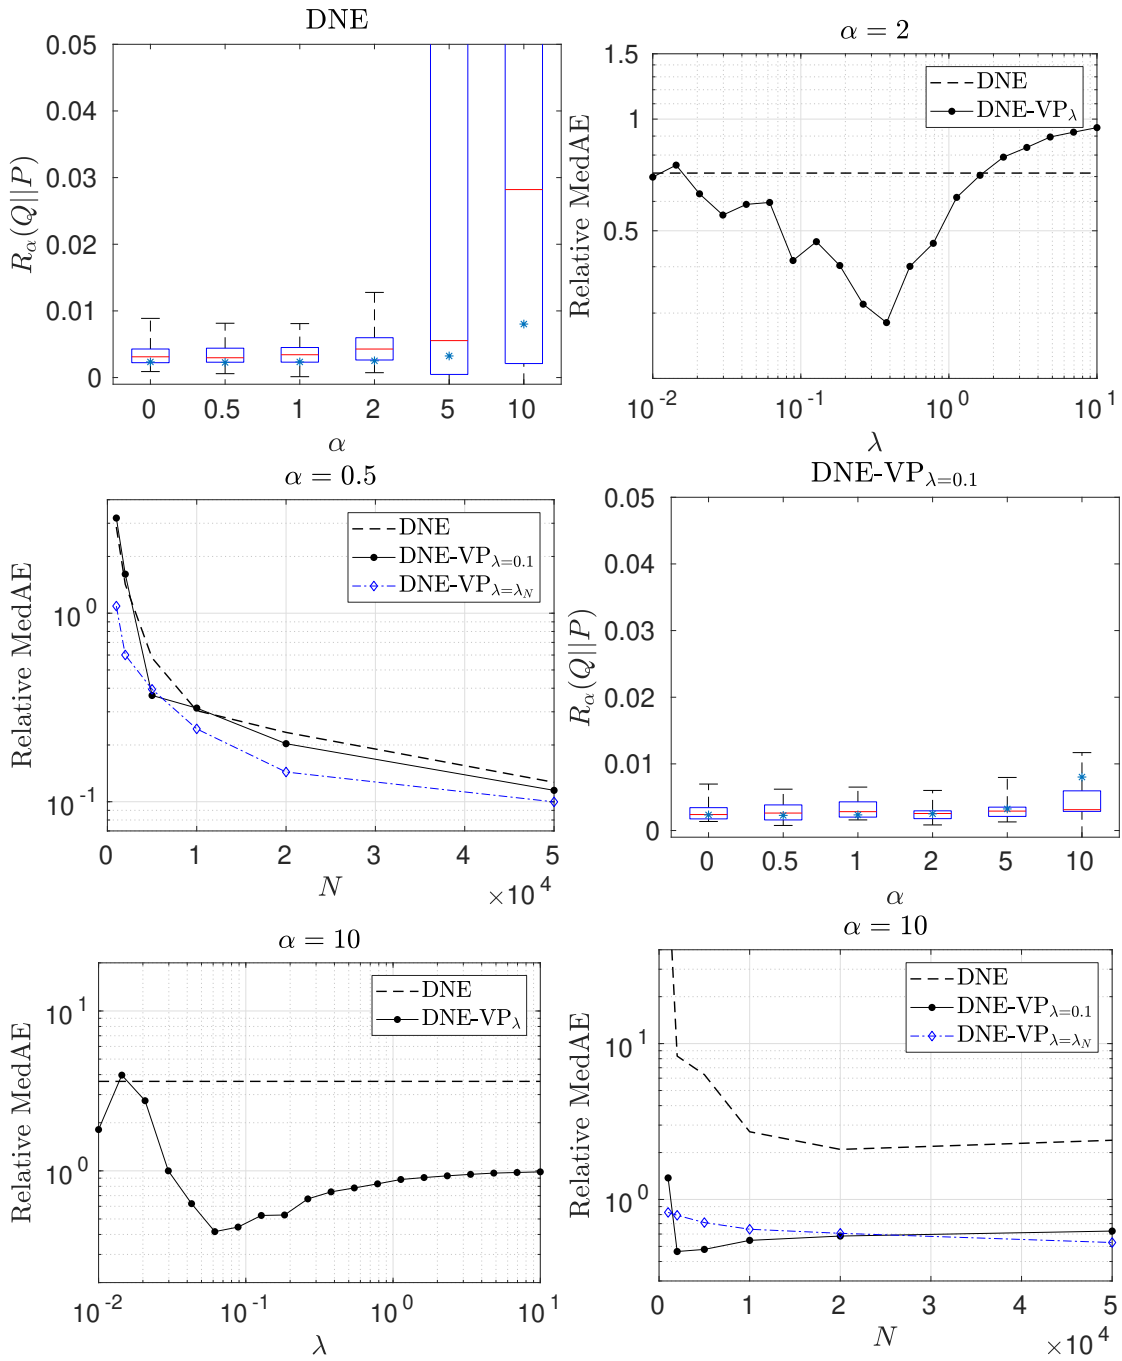 DNE
0.05
0.04
0.03
0.02
0.01
0
R_α(Q||P)
0 0.5 1 2 5 10
α
α = 2
1.5
1
0.5
Relative MedAE
DNE
DNE-VP_λ
10^-2 10^-1 10^0 10^1
λ
α = 0.5
10^0
10^-1
Relative MedAE
DNE
DNE-VP_λ=0.1
DNE-VP_λ=λ_N
0 1 2 3 4 5
N
×10^4
DNE-VP_λ=0.1
0.05
0.04
0.03
0.02
0.01
0
R_α(Q||P)
0 0.5 1 2 5 10
α
α = 10
10^1
10^0
Relative MedAE
DNE
DNE-VP_λ
10^-2 10^-1 10^0 10^1
λ
α = 10
10^1
10^0
Relative MedAE
DNE
DNE-VP_λ=0.1
DNE-VP_λ=λ_N
0 1 2 3 4 5
N
×10^4